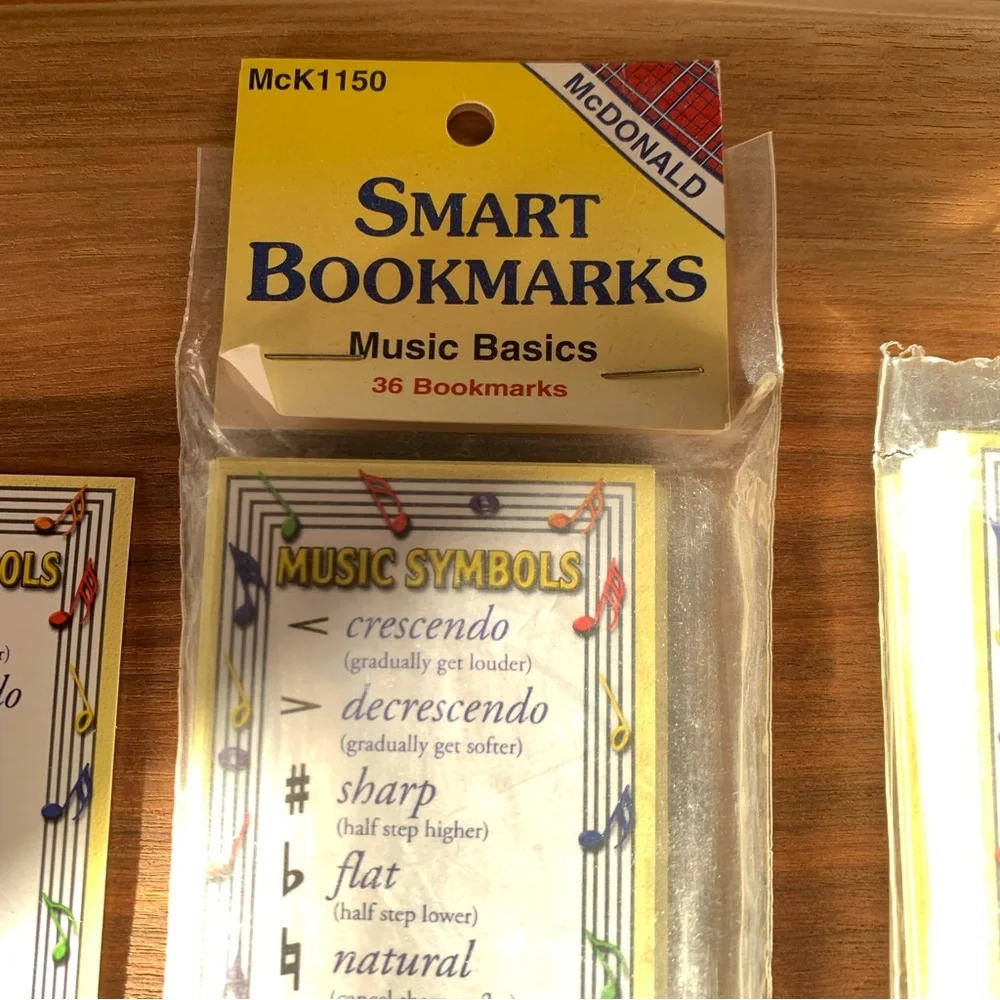 McK1150
McDONALD
SMART
BOOKMARKS
Music Basics
36 Bookmarks
MUSIC SYMBOLS
< crescendo
(gradually get louder)
> decrescendo
(gradually get softer)
♯ sharp
(half step higher)
♭ flat
(half step lower)
♮ natural
OLS
r)
lo